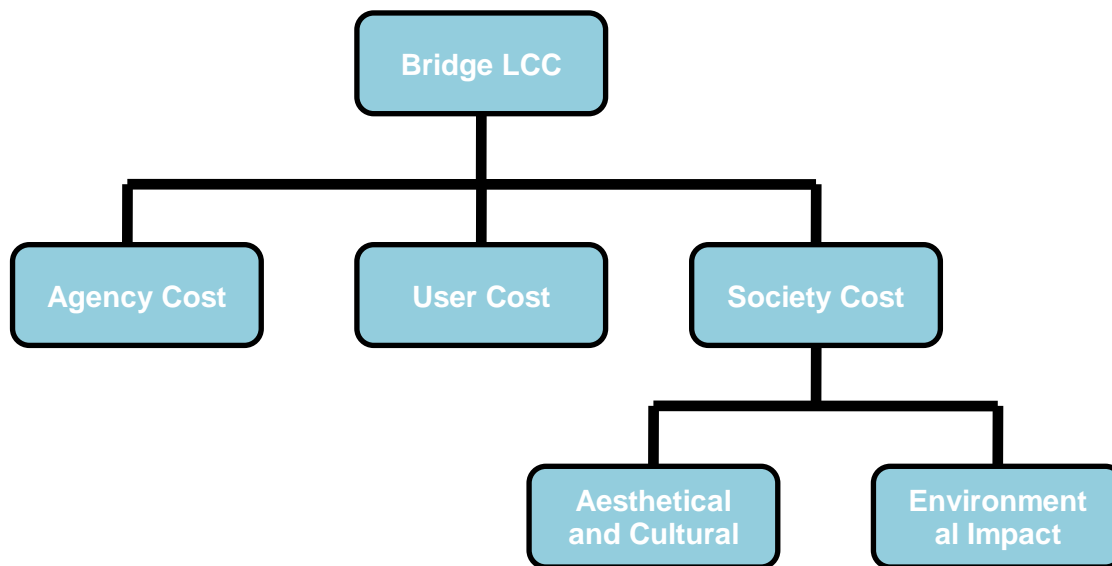 Bridge LCC
Agency Cost
User Cost
Society Cost
Aesthetical
and Cultural
Environment
al Impact